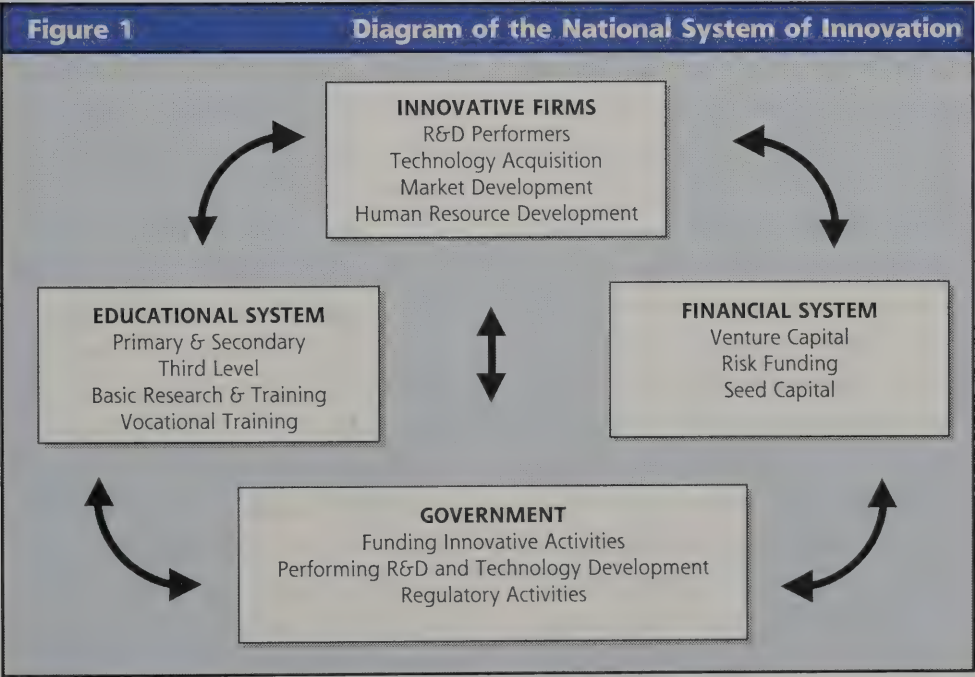 Figure 1 Diagram of the National System of Innovation
INNOVATIVE FIRMS
R&D Performers
Technology Acquisition
Market Development
Human Resource Development
EDUCATIONAL SYSTEM
Primary & Secondary
Third Level
Basic Research & Training
Vocational Training
FINANCIAL SYSTEM
Venture Capital
Risk Funding
Seed Capital
GOVERNMENT
Funding Innovative Activities
Performing R&D and Technology Development
Regulatory Activities